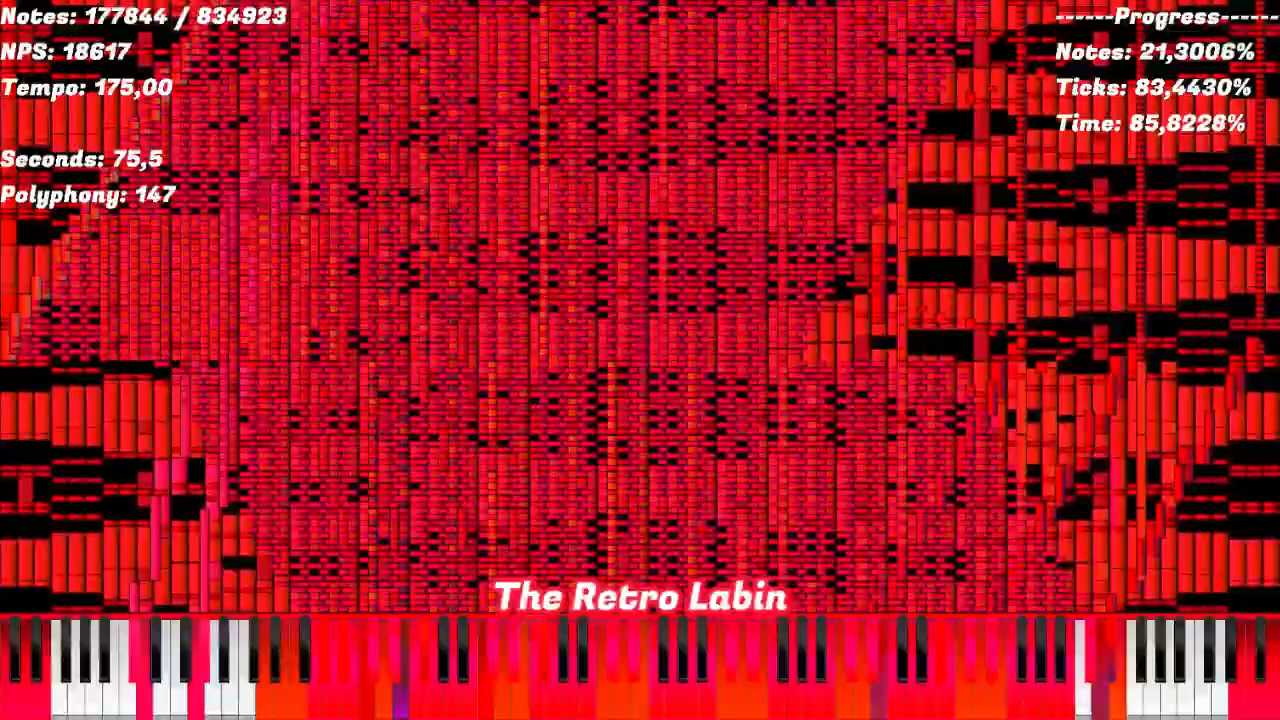 Notes: 177844 / 834923
NPS: 18617
Tempo: 175,00
Seconds: 75,5
Polyphony: 147
------Progress------
Notes: 21,3006%
Ticks: 83,4430%
Time: 85,8228%
The Retro Labin